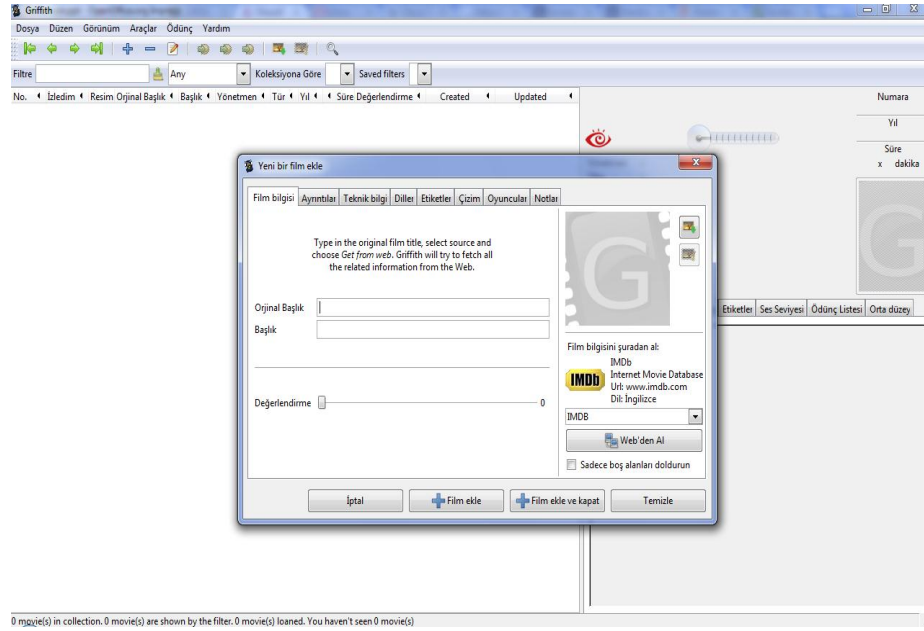 Griffith
Dosya Düzen Görünüm Araçlar Ödünç Yardım
Filtre Any Koleksiyona Göre Saved filters
No. İzledim Resim Orjinal Başlık Başlık Yönetmen Tür Yıl Süre Değerlendirme Created Updated
Numara
Yıl
Süre
x dakika
Yeni bir film ekle
Film bilgisi Ayrıntılar Teknik bilgi Diller Etiketler Çizim Oyuncular Notlar
Type in the original film title, select source and
choose Get from web. Griffith will try to fetch all
the related information from the Web.
G
Orjinal Başlık
Başlık
Değerlendirme 0
Film bilgisini şuradan al:
IMDb
IMDb
Internet Movie Database
Url: www.imdb.com
Dil: İngilizce
IMDB
Web'den Al
Sadece boş alanları doldurun
İptal Film ekle Film ekle ve kapat Temizle
G
Etiketler Ses Seviyesi Ödünç Listesi Orta düzey
0 movie(s) in collection. 0 movie(s) are shown by the filter. 0 movie(s) loaned. You haven't seen 0 movie(s)